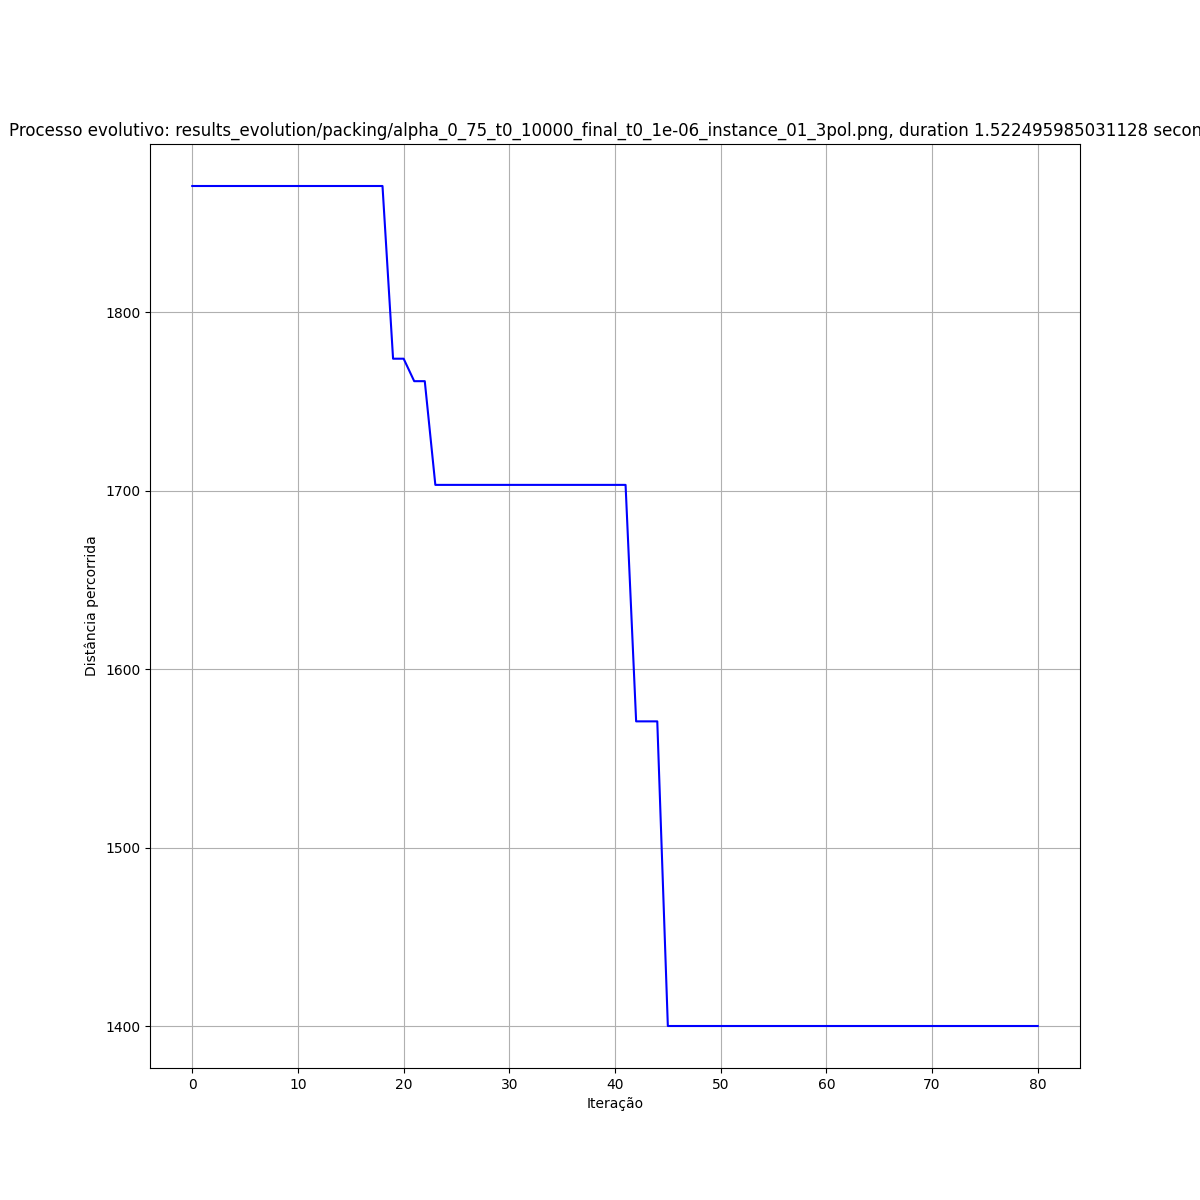 Processo evolutivo: results_evolution/packing/alpha_0_75_t0_10000_final_t0_1e-06_instance_01_3pol.png, duration 1.522495985031128 secon
1800
1700
1600
1500
1400
Distância percorrida
0 10 20 30 40 50 60 70 80
Iteração